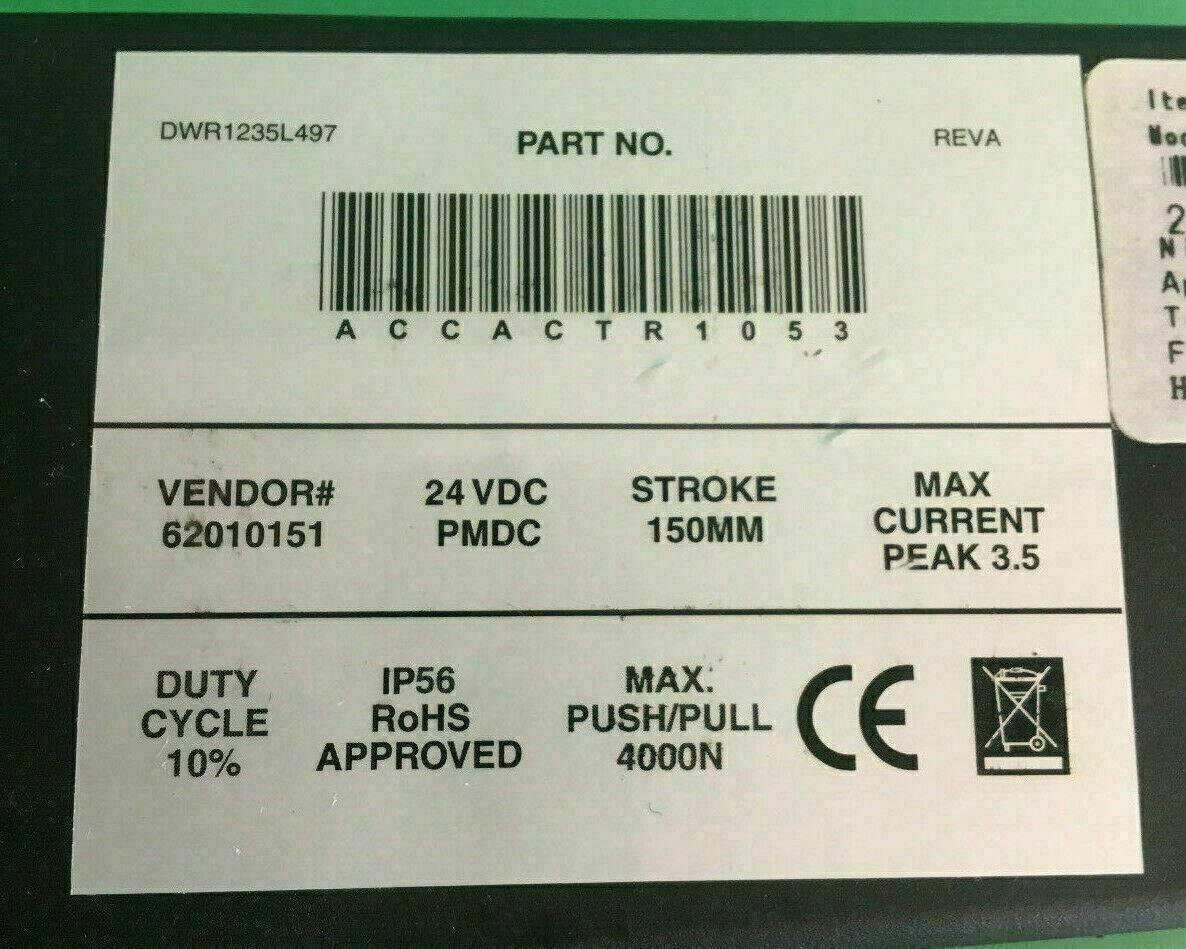 DWR1235L497
PART NO.
REVA
ACCACTR1053
VENDOR#
62010151
24 VDC
PMDC
STROKE
150MM
MAX
CURRENT
PEAK 3.5
DUTY
CYCLE
10%
IP56
RoHS
APPROVED
MAX.
PUSH/PULL
4000N
CE